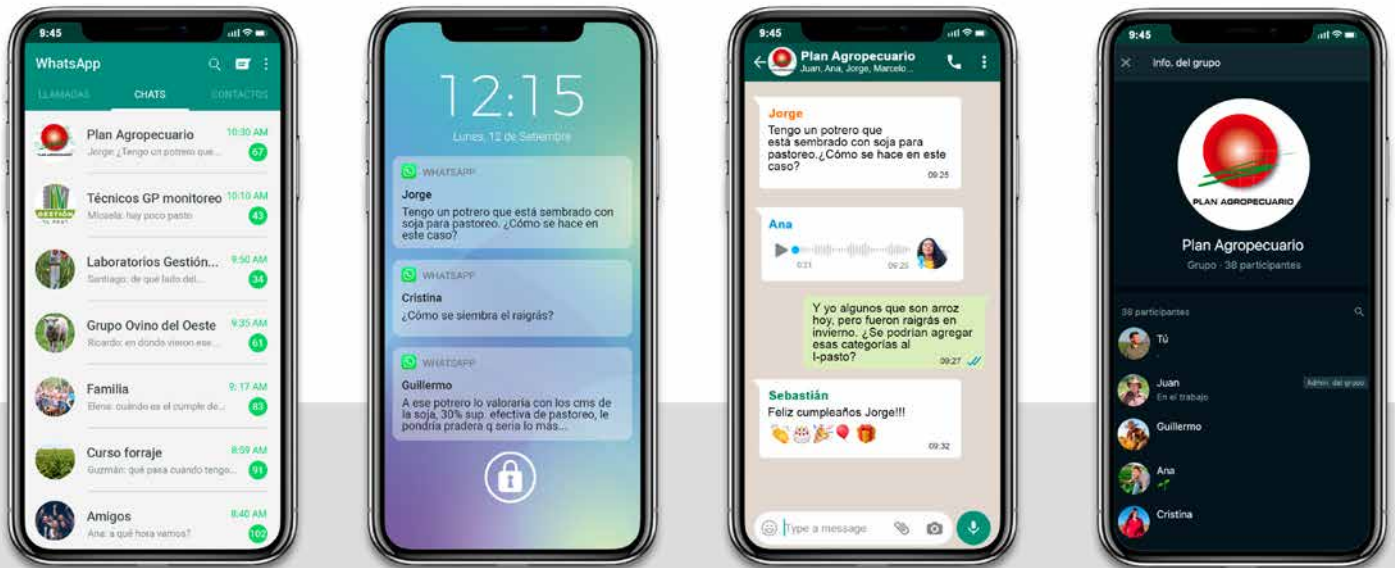 9:45
WhatsApp
LLAMADAS CHATS CONTACTOS
Plan Agropecuario 10:30 AM
Jorge: ¿Tengo un potrero que... 67
Técnicos GP monitoreo 10:10 AM
Micaela: hay poco pasto 43
Laboratorios Gestión... 9:50 AM
Santiago: de qué lado del... 34
Grupo Ovino del Oeste 9:35 AM
Ricardo: en donde vieron ese... 61
Familia 9:17 AM
Elena: cuándo es el cumple de... 83
Curso forraje 8:59 AM
Guzmán: qué pasa cuando tengo... 91
Amigos 8:40 AM
Ana: a qué hora vamos? 102
PLAN AGROPECUARIO
GESTIÓN
12:15
Lunes, 12 de Setiembre
WHATSAPP
Jorge
Tengo un potrero que está sembrado con
soja para pastoreo. ¿Cómo se hace en
este caso?
WHATSAPP
Cristina
¿Cómo se siembra el raigrás?
WHATSAPP
Guillermo
A ese potrero lo valoraría con los cms de
la soja, 30% sup. efectiva de pastoreo, le
pondría pradera q seria lo más...
9:45
Plan Agropecuario
Juan, Ana, Jorge, Marcelo...
Jorge
Tengo un potrero que
está sembrado con soja para
pastoreo.¿Cómo se hace en este
caso?
09:25
Ana
0:21 09:25
Y yo algunos que son arroz
hoy, pero fueron raigrás en
invierno. ¿Se podrían agregar
esas categorías al
I-pasto?
09:27
Sebastián
Feliz cumpleaños Jorge!!!
09:32
Type a message
9:45
Info. del grupo
PLAN AGROPECUARIO
Plan Agropecuario
Grupo · 38 participantes
38 participantes
Tú
Juan Admin. del grupo
En el trabajo
Guillermo
Ana
Cristina